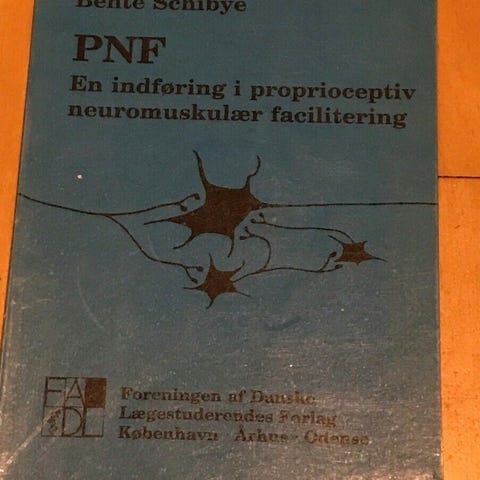 Bente Schibye
PNF
En indføring i proprioceptiv
neuromuskulær facilitering
FADL
Foreningen af Danske
Lægestuderendes Forlag
København · Århus · Odense